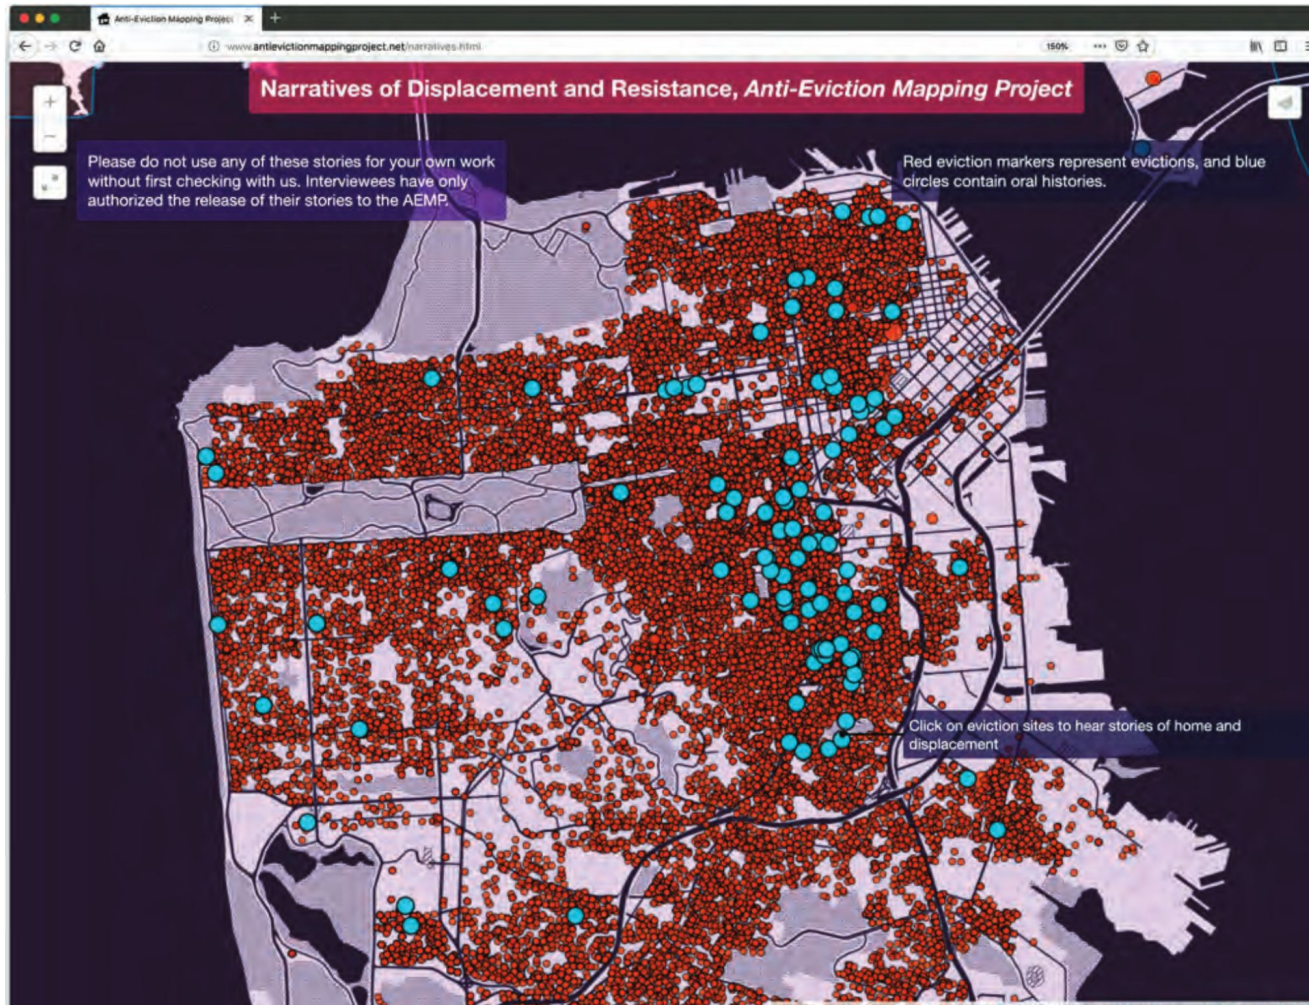 Anti-Eviction Mapping Project
www.antievictionmappingproject.net/narratives.html
150%
Narratives of Displacement and Resistance, Anti-Eviction Mapping Project
Please do not use any of these stories for your own work
without first checking with us. Interviewees have only
authorized the release of their stories to the AEMP.
Red eviction markers represent evictions, and blue
circles contain oral histories.
Click on eviction sites to hear stories of home and
displacement